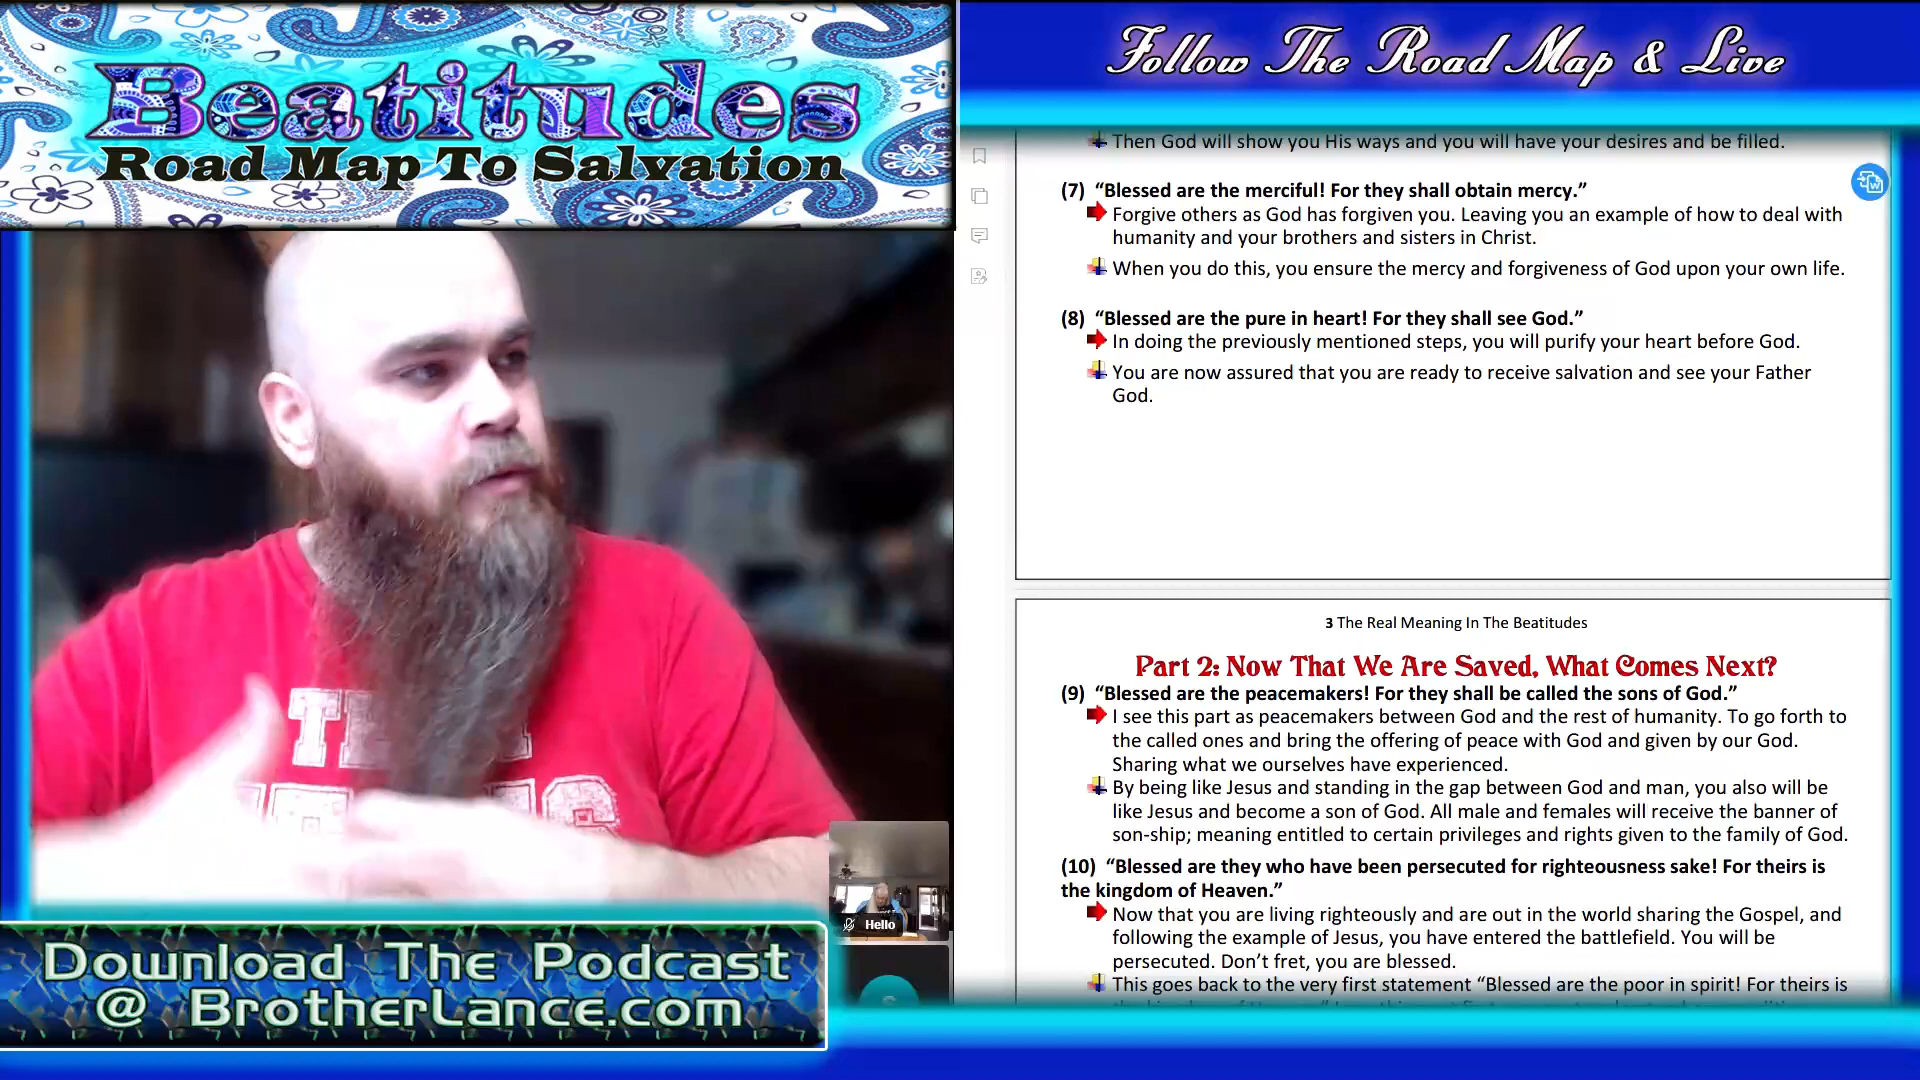 Beatitudes
Road Map To Salvation
Follow The Road Map & Live
Then God will show you His ways and you will have your desires and be filled.
(7) “Blessed are the merciful! For they shall obtain mercy.”
Forgive others as God has forgiven you. Leaving you an example of how to deal with
humanity and your brothers and sisters in Christ.
When you do this, you ensure the mercy and forgiveness of God upon your own life.
(8) “Blessed are the pure in heart! For they shall see God.”
In doing the previously mentioned steps, you will purify your heart before God.
You are now assured that you are ready to receive salvation and see your Father
God.
3 The Real Meaning In The Beatitudes
Part 2: Now That We Are Saved, What Comes Next?
(9) “Blessed are the peacemakers! For they shall be called the sons of God.”
I see this part as peacemakers between God and the rest of humanity. To go forth to
the called ones and bring the offering of peace with God and given by our God.
Sharing what we ourselves have experienced.
By being like Jesus and standing in the gap between God and man, you also will be
like Jesus and become a son of God. All male and females will receive the banner of
son-ship; meaning entitled to certain privileges and rights given to the family of God.
(10) “Blessed are they who have been persecuted for righteousness sake! For theirs is
the kingdom of Heaven.”
Now that you are living righteously and are out in the world sharing the Gospel, and
following the example of Jesus, you have entered the battlefield. You will be
persecuted. Don’t fret, you are blessed.
This goes back to the very first statement “Blessed are the poor in spirit! For theirs is
Hello
Download The Podcast
@ BrotherLance.com